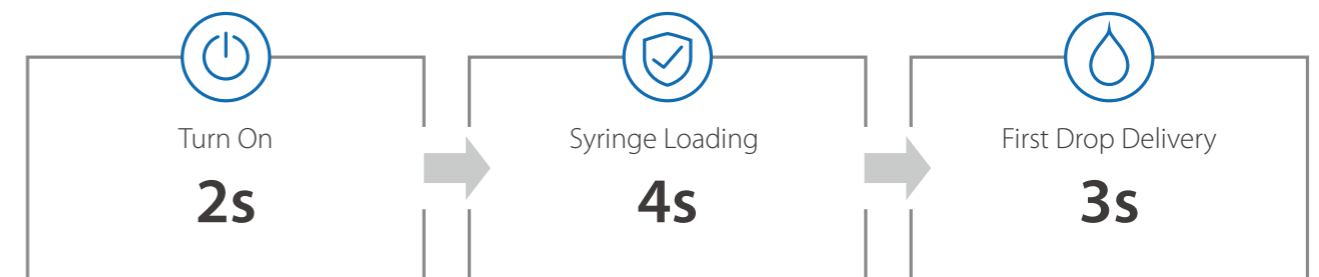 Turn On
2s
Syringe Loading
4s
First Drop Delivery
3s